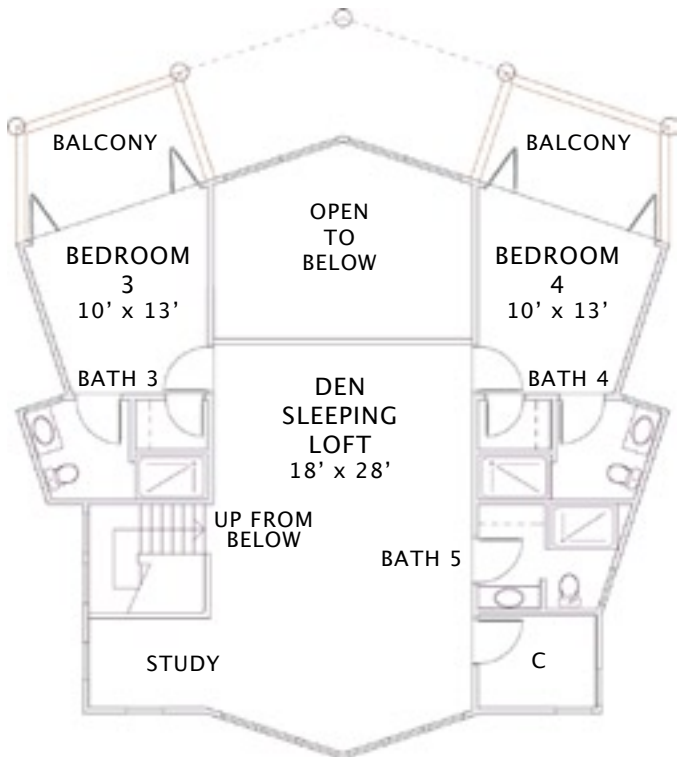 BALCONY
BALCONY
OPEN
TO
BELOW
BEDROOM
3
10’ x 13’
BEDROOM
4
10’ x 13’
BATH 3
BATH 4
DEN
SLEEPING
LOFT
18’ x 28’
UP FROM
BELOW
BATH 5
STUDY
C